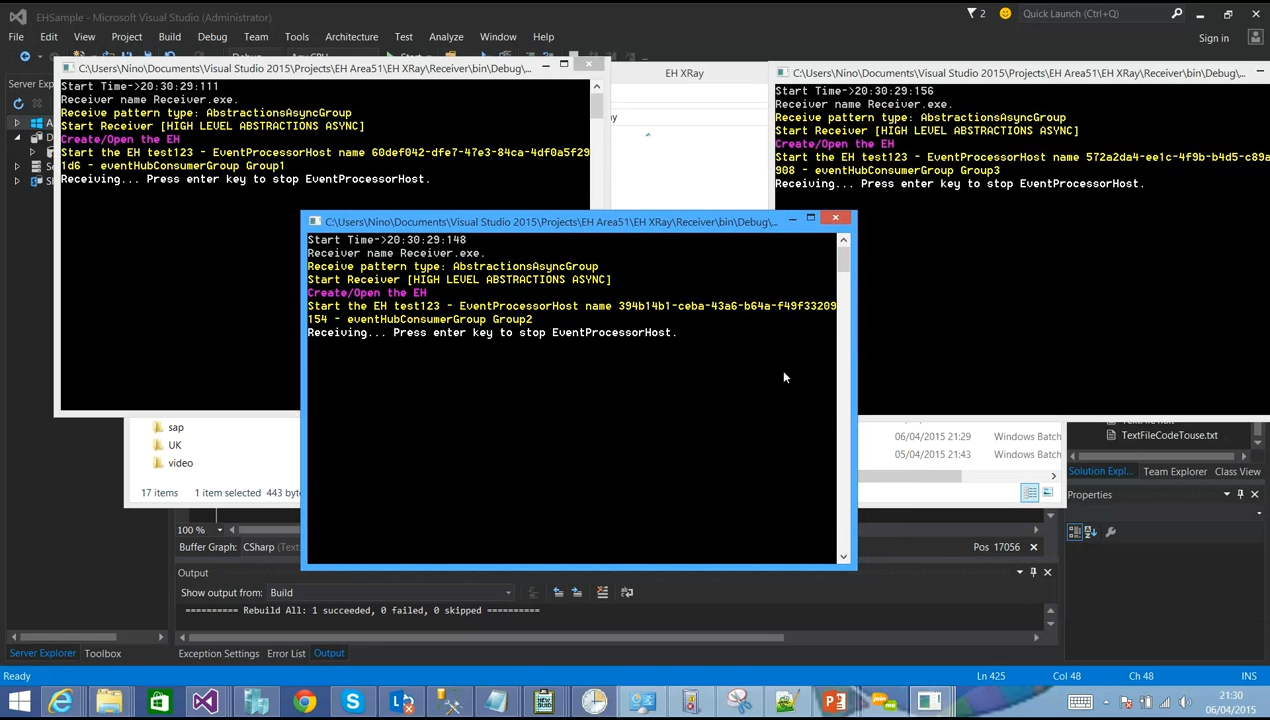 EHSample - Microsoft Visual Studio (Administrator)
2
Quick Launch (Ctrl+Q)
File Edit View Project Build Debug Team Tools Architecture Test Analyze Window Help
Sign in
C:\Users\Nino\Documents\Visual Studio 2015\Projects\EH Area51\EH XRay\Receiver\bin\Debug\...
Start Time->20:30:29:111
Receiver name Receiver.exe.
Receive pattern type: AbstractionsAsyncGroup
Start Receiver [HIGH LEVEL ABSTRACTIONS ASYNC]
Create/Open the EH
Start the EH test123 - EventProcessorHost name 60def042-dfe7-47e3-84ca-4df0a5f29
1d6 - eventHubConsumerGroup Group1
Receiving... Press enter key to stop EventProcessorHost.
EH XRay
C:\Users\Nino\Documents\Visual Studio 2015\Projects\EH Area51\EH XRay\Receiver\bin\Debug\...
Start Time->20:30:29:156
Receiver name Receiver.exe.
Receive pattern type: AbstractionsAsyncGroup
Start Receiver [HIGH LEVEL ABSTRACTIONS ASYNC]
Create/Open the EH
Start the EH test123 - EventProcessorHost name 572a2da4-ee1c-4f9b-b4d5-c89a
908 - eventHubConsumerGroup Group3
Receiving... Press enter key to stop EventProcessorHost.
C:\Users\Nino\Documents\Visual Studio 2015\Projects\EH Area51\EH XRay\Receiver\bin\Debug\...
Start Time->20:30:29:148
Receiver name Receiver.exe.
Receive pattern type: AbstractionsAsyncGroup
Start Receiver [HIGH LEVEL ABSTRACTIONS ASYNC]
Create/Open the EH
Start the EH test123 - EventProcessorHost name 394b14b1-ceba-43a6-b64a-f49f33209
154 - eventHubConsumerGroup Group2
Receiving... Press enter key to stop EventProcessorHost.
Server Exp
sap
UK
video
06/04/2015 21:29 Windows Batch
05/04/2015 21:43 Windows Batch
17 items 1 item selected 443 byt
TextFileCodeTouse.txt
Solution Expl... Team Explorer Class View
Properties
100 %
Buffer Graph: CSharp (Text
Pos 17056
Output
Show output from: Build
========== Rebuild All: 1 succeeded, 0 failed, 0 skipped ==========
Server Explorer Toolbox
Exception Settings Error List Output
Ready
Ln 425 Col 48 Ch 48 INS
21:30
06/04/2015